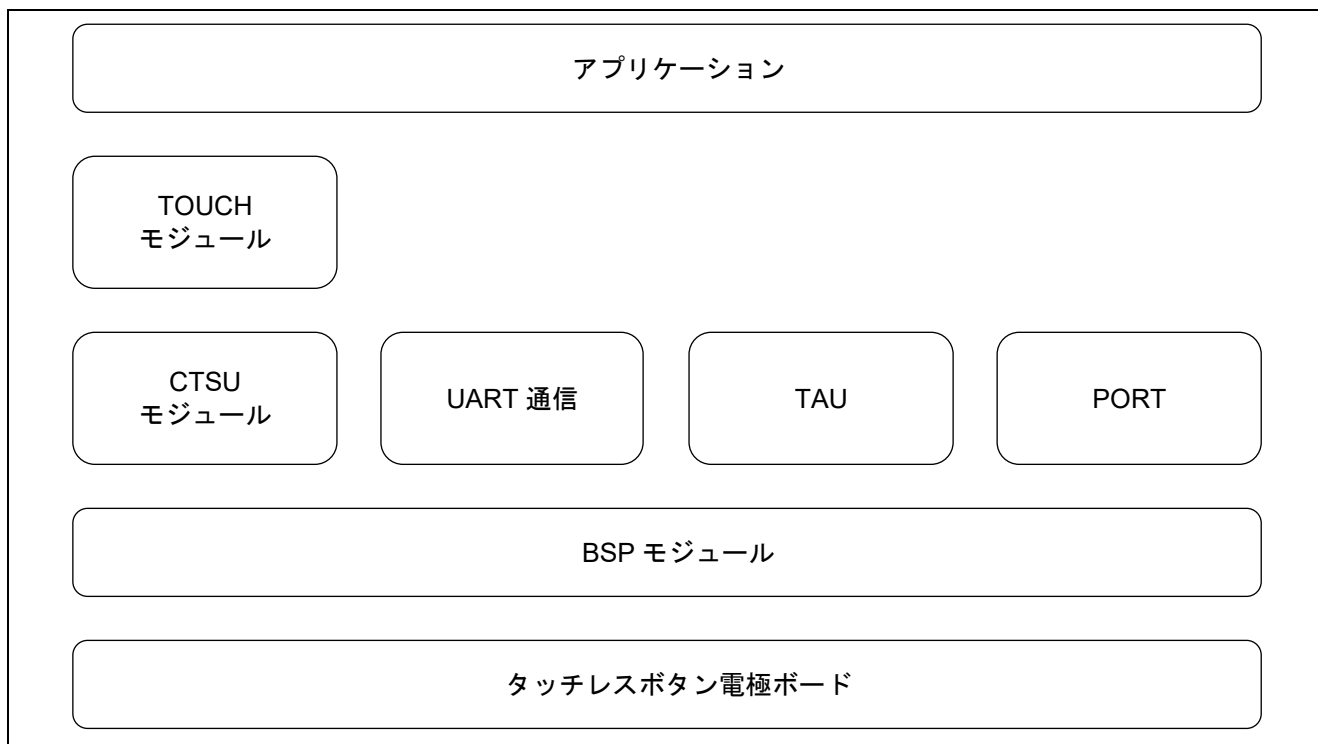 アプリケーション
TOUCH
モジュール
CTSU
モジュール
UART 通信
TAU
PORT
BSP モジュール
タッチレスボタン電極ボード